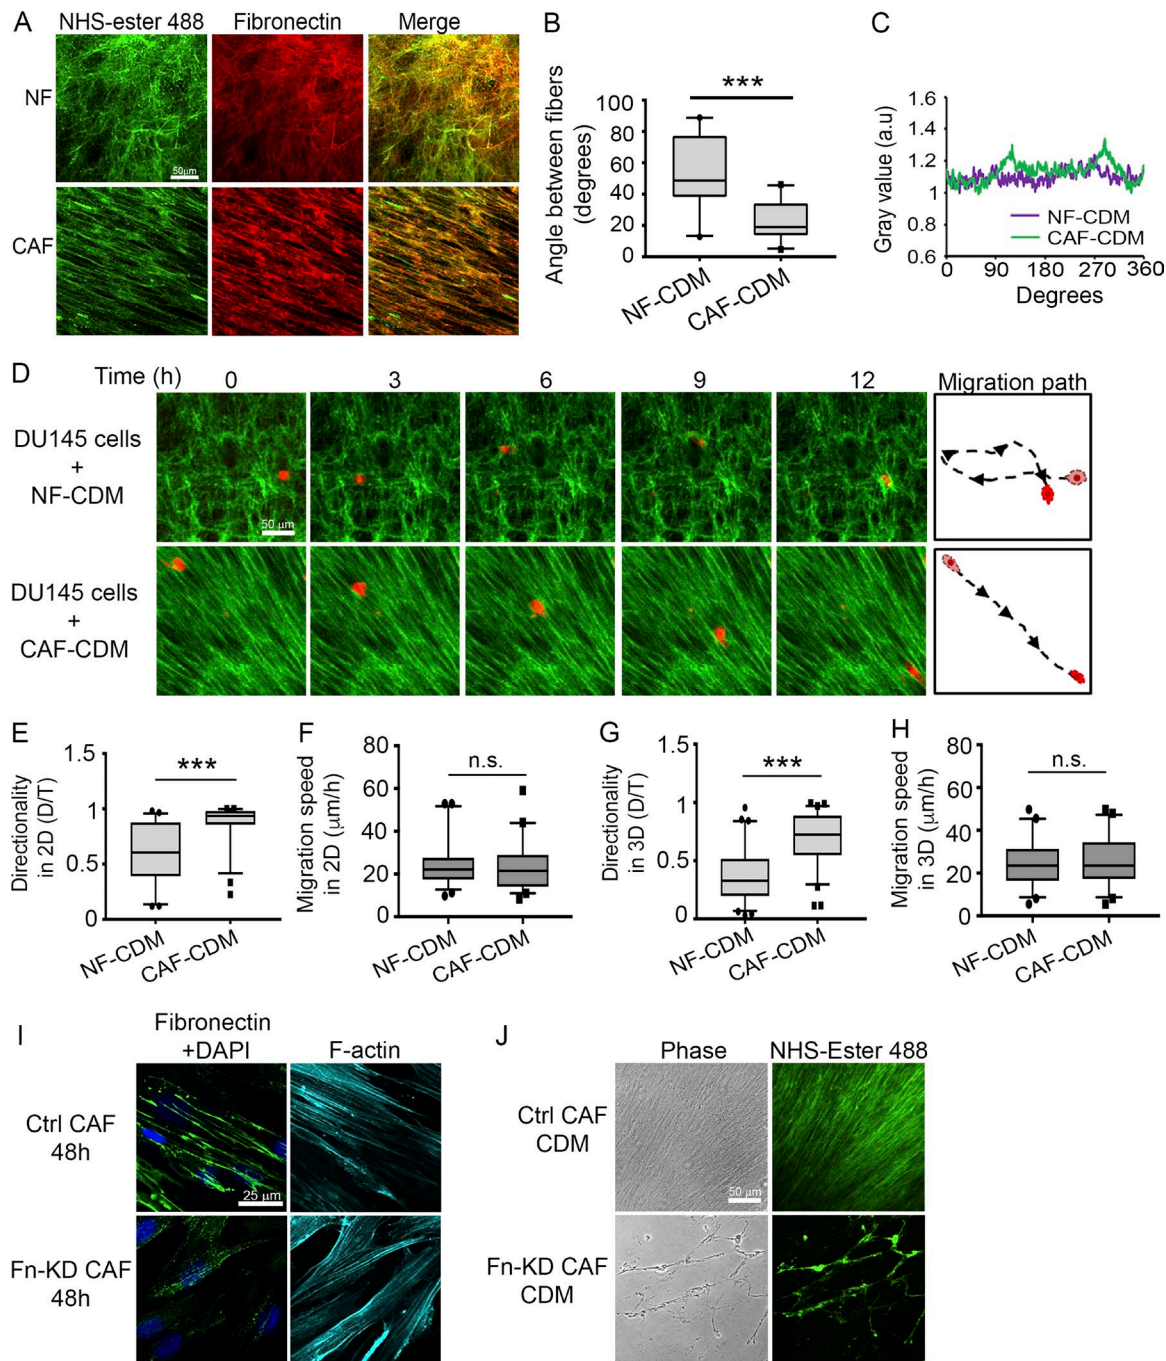 A
NHS-ester 488 Fibronectin Merge
NF
50µm
CAF
B
***
Angle between fibers
(degrees)
100
80
60
40
20
0
NF-CDM
CAF-CDM
C
Gray value (a.u)
1.6
1.4
1.2
1
0.8
0.6
NF-CDM
CAF-CDM
0 90 180 270 360
Degrees
D
Time (h) 0 3 6 9 12 Migration path
DU145 cells
+
NF-CDM
50 µm
DU145 cells
+
CAF-CDM
E
Directionality
in 2D (D/T)
1.5
1
0.5
0
***
NF-CDM
CAF-CDM
F
Migration speed
in 2D (µm/h)
80
60
40
20
0
n.s.
NF-CDM
CAF-CDM
G
Directionality
in 3D (D/T)
1.5
1
0.5
0
***
NF-CDM
CAF-CDM
H
Migration speed
in 3D (µm/h)
80
60
40
20
0
n.s.
NF-CDM
CAF-CDM
I
Fibronectin
+DAPI
F-actin
Ctrl CAF
48h
25 µm
Fn-KD CAF
48h
J
Phase NHS-Ester 488
Ctrl CAF
CDM
50 µm
Fn-KD CAF
CDM